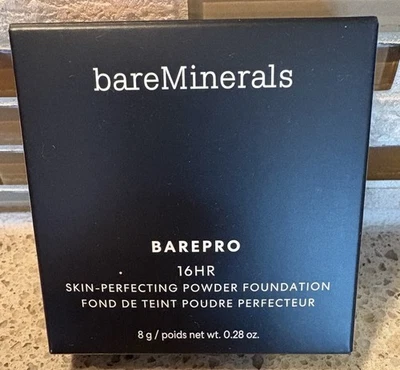 bareMinerals
BAREPRO
16HR
SKIN-PERFECTING POWDER FOUNDATION
FOND DE TEINT POUDRE PERFECTEUR
8 g / poids net wt. 0.28 oz.